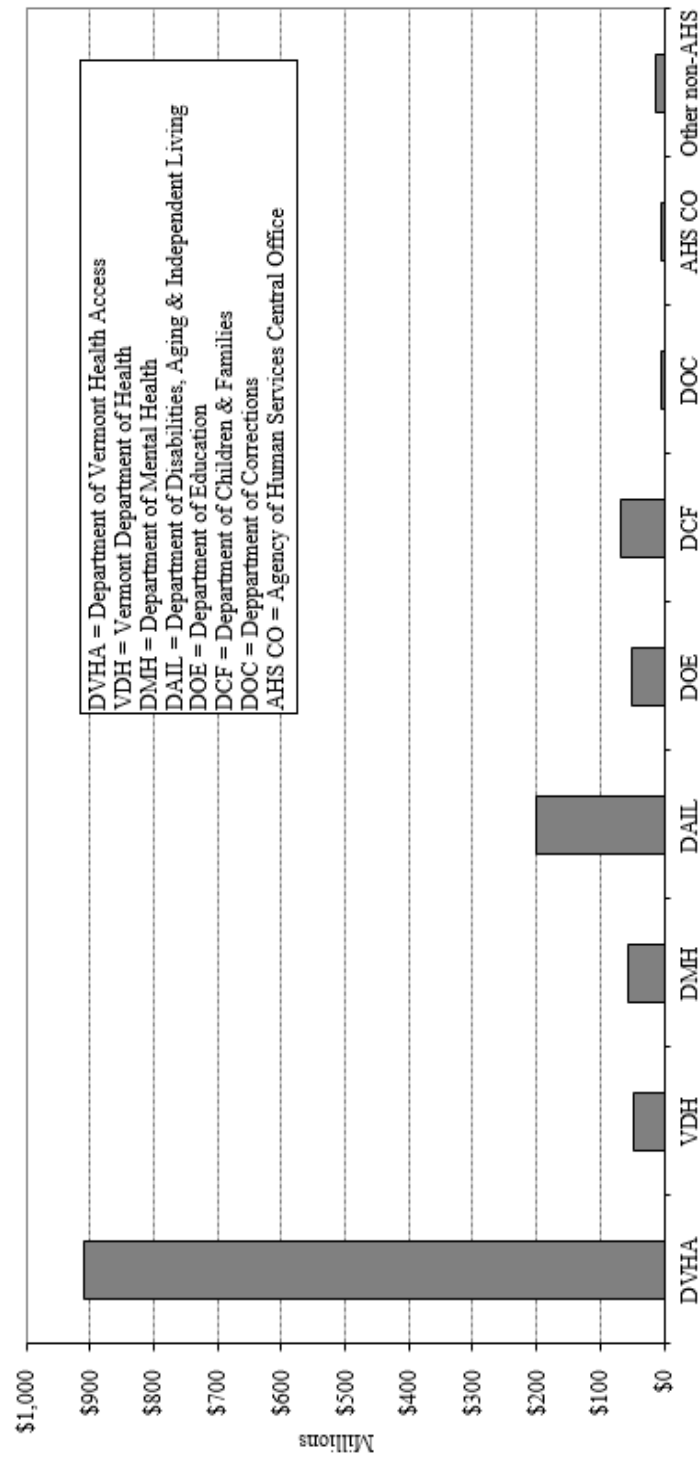 $1,000
$900
$800
$700
$600
$500
$400
$300
$200
$100
$0
Millions
DVHA = Department of Vermont Health Access
VDH = Vermont Department of Health
DMH = Department of Mental Health
DAIL = Department of Disabilities, Aging & Independent Living
DOE = Department of Education
DCF = Department of Children & Families
DOC = Deppartment of Corrections
AHS CO = Agency of Human Services Central Office
DVHA VDH DMH DAIL DOE DCF DOC AHS CO Other non-AHS